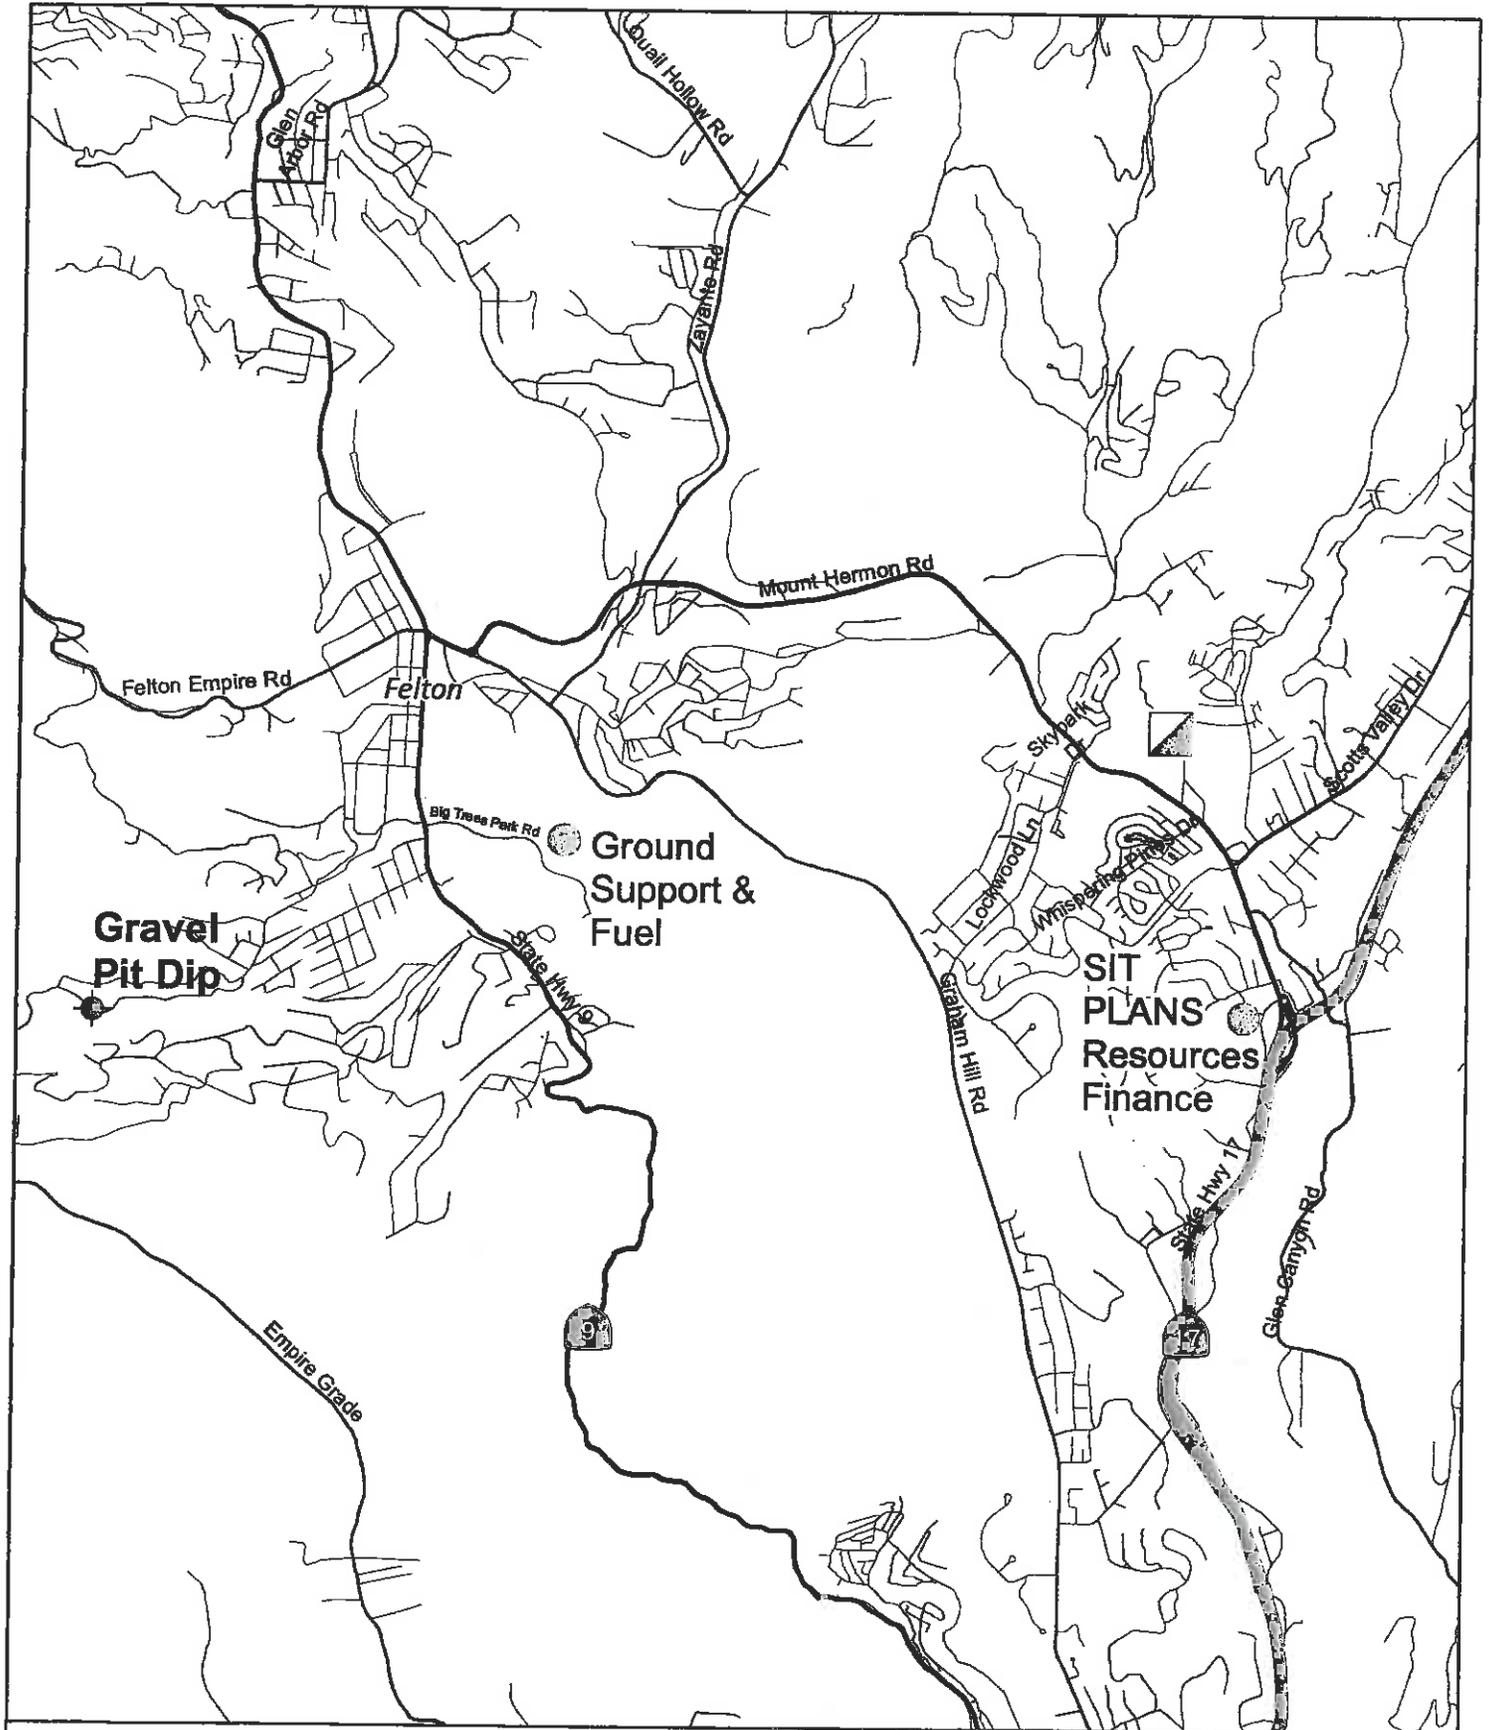 Quail Hollow Rd
Glen
Arbor Rd
Zayante Rd
Mount Hermon Rd
Felton Empire Rd
Felton
Skypark
Dr
Scotts Valley Dr
Big Trees Park Rd
Ground
Support &
Fuel
Lockwood Ln
Whispering Pines Dr
Gravel
Pit Dip
State Hwy 9
SIT
PLANS
Resources
Finance
Graham Hill Rd
State Hwy 17
Glen Canyon Rd
9
17
Empire Grade